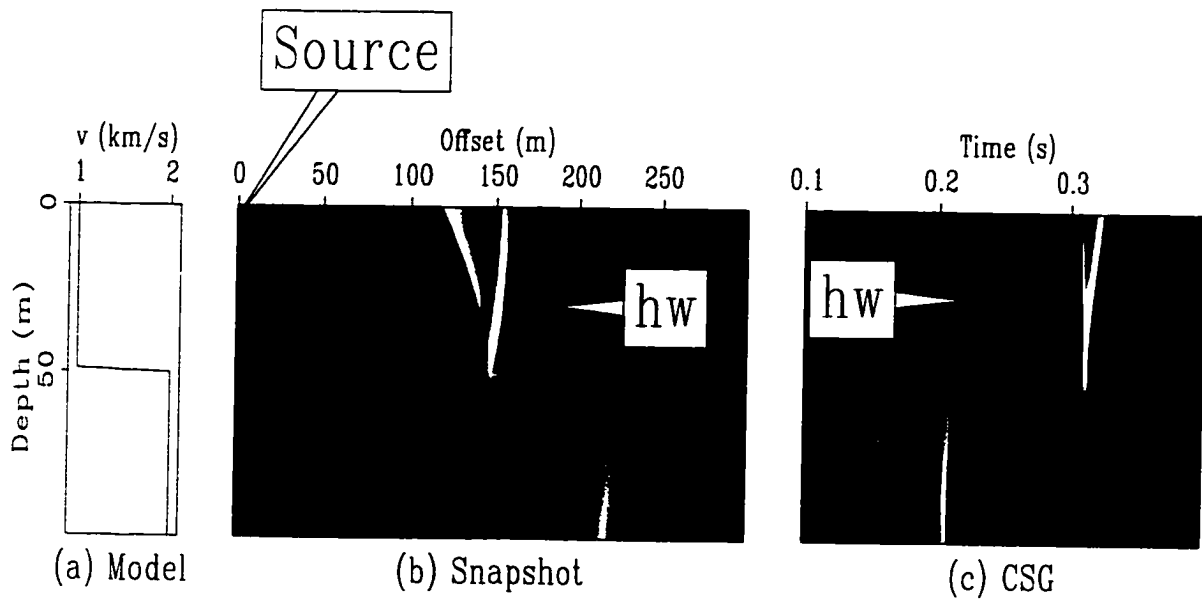 Source
v (km/s)
1 2
0
50
Depth (m)
(a) Model
Offset (m)
0 50 100 150 200 250
hw
(b) Snapshot
Time (s)
0.1 0.2 0.3
hw
(c) CSG